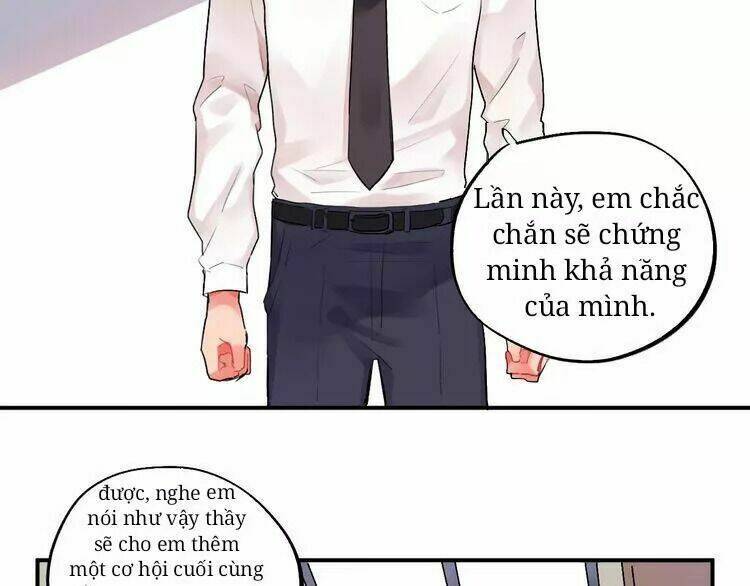 Lần này, em chắc
chắn sẽ chứng
minh khả năng
của mình.
được, nghe em
nói như vậy thầy
sẽ cho em thêm
một cơ hội cuối cùng